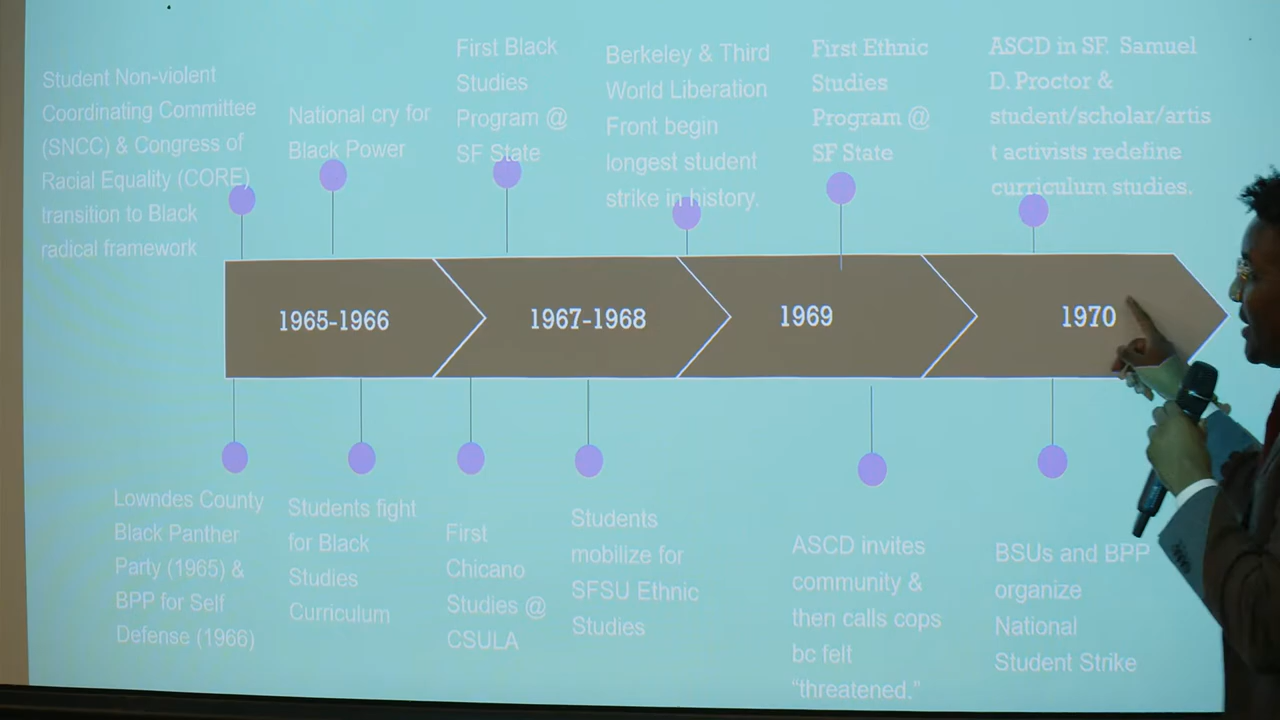 Student Non-violent
Coordinating Committee
(SNCC) & Congress of
Racial Equality (CORE)
transition to Black
radical framework
National cry for
Black Power
First Black
Studies
Program @
SF State
Berkeley & Third
World Liberation
Front begin
longest student
strike in history.
First Ethnic
Studies
Program @
SF State
ASCD in SF. Samuel
D. Proctor &
student/scholar/artis
t activists redefine
curriculum studies.
1965-1966
1967-1968
1969
1970
Lowndes County
Black Panther
Party (1965) &
BPP for Self
Defense (1966)
Students fight
for Black
Studies
Curriculum
First
Chicano
Studies @
CSULA
Students
mobilize for
SFSU Ethnic
Studies
ASCD invites
community &
then calls cops
bc felt
“threatened.”
BSUs and BPP
organize
National
Student Strike